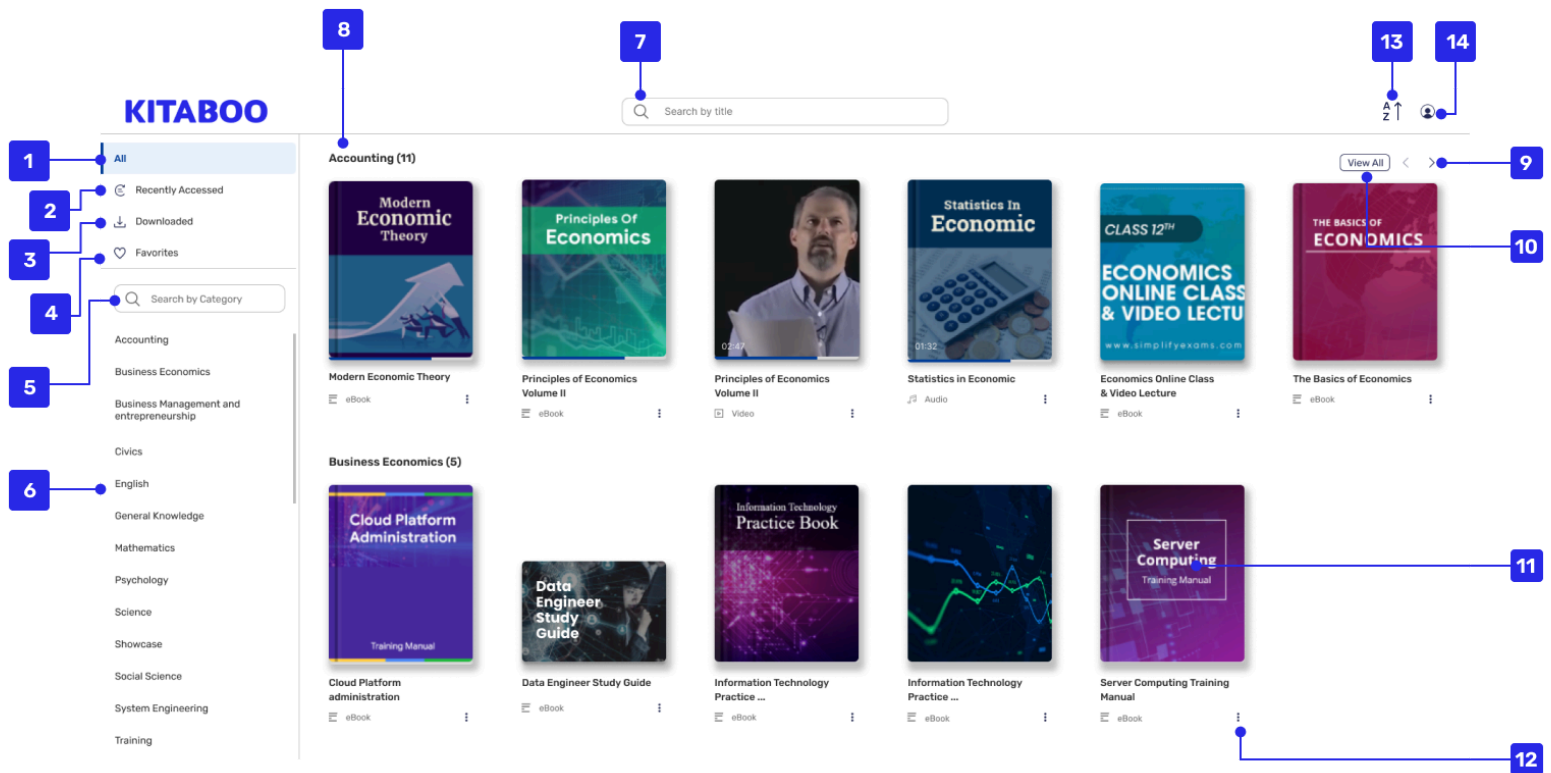 8
7
13
14
KITABOO
Search by title
A
Z
1
All
2
Recently Accessed
3
Downloaded
4
Favorites
5
Search by Category
6
Accounting
Business Economics
Business Management and
entrepreneurship
Civics
English
General Knowledge
Mathematics
Psychology
Science
Showcase
Social Science
System Engineering
Training
Accounting (11)
View All
9
10
Modern
Economic
Theory
Modern Economic Theory
eBook
Principles Of
Economics
Principles of Economics
Volume II
eBook
02:47
Principles of Economics
Volume II
Video
Statistics In
Economic
01:32
Statistics in Economic
Audio
CLASS 12TH
ECONOMICS
ONLINE CLASS
& VIDEO LECTU
www.simplifyexams.com
Economics Online Class
& Video Lecture
eBook
THE BASICS OF
ECONOMICS
The Basics of Economics
eBook
Business Economics (5)
Cloud Platform
Administration
Training Manual
Cloud Platform
administration
eBook
Data
Engineer
Study
Guide
Data Engineer Study Guide
eBook
Information Technology
Practice Book
Information Technology
Practice ...
eBook
Information Technology
Practice ...
eBook
Server
Computing
Training Manual
Server Computing Training
Manual
eBook
11
12